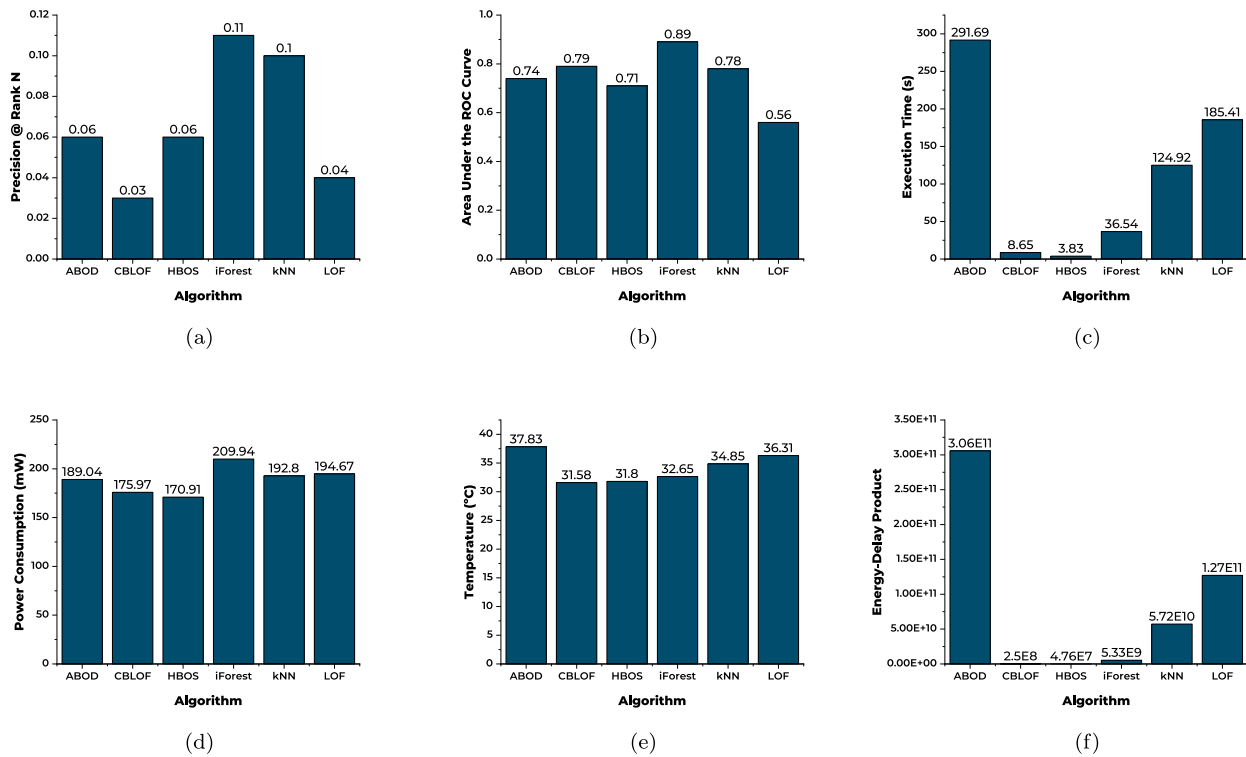 Precision @ Rank N
0.12
0.10
0.08
0.06
0.04
0.02
0.00
0.06
0.03
0.06
0.11
0.1
0.04
ABOD CBLOF HBOS iForest kNN LOF
Algorithm
(a)
Area Under the ROC Curve
1.0
0.8
0.6
0.4
0.2
0.0
0.74
0.79
0.71
0.89
0.78
0.56
ABOD CBLOF HBOS iForest kNN LOF
Algorithm
(b)
Execution Time (s)
300
250
200
150
100
50
0
291.69
8.65
3.83
36.54
124.92
185.41
ABOD CBLOF HBOS iForest kNN LOF
Algorithm
(c)
Power Consumption (mW)
250
200
150
100
50
0
189.04
175.97
170.91
209.94
192.8
194.67
ABOD CBLOF HBOS iForest kNN LOF
Algorithm
(d)
Temperature (°C)
40
35
30
25
20
15
10
5
0
37.83
31.58
31.8
32.65
34.85
36.31
ABOD CBLOF HBOS iForest kNN LOF
Algorithm
(e)
Energy-Delay Product
3.50E+11
3.00E+11
2.50E+11
2.00E+11
1.50E+11
1.00E+11
5.00E+10
0.00E+00
3.06E11
2.5E8
4.76E7
5.33E9
5.72E10
1.27E11
ABOD CBLOF HBOS iForest kNN LOF
Algorithm
(f)